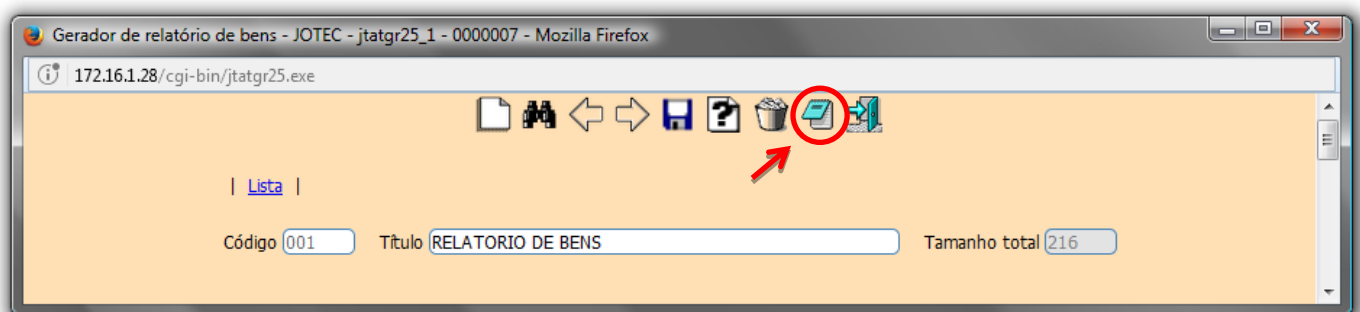 Gerador de relatório de bens - JOTEC - jtatgr25_1 - 0000007 - Mozilla Firefox
172.16.1.28/cgi-bin/jtatgr25.exe
| Lista |
Código 001 Título RELATORIO DE BENS Tamanho total 216